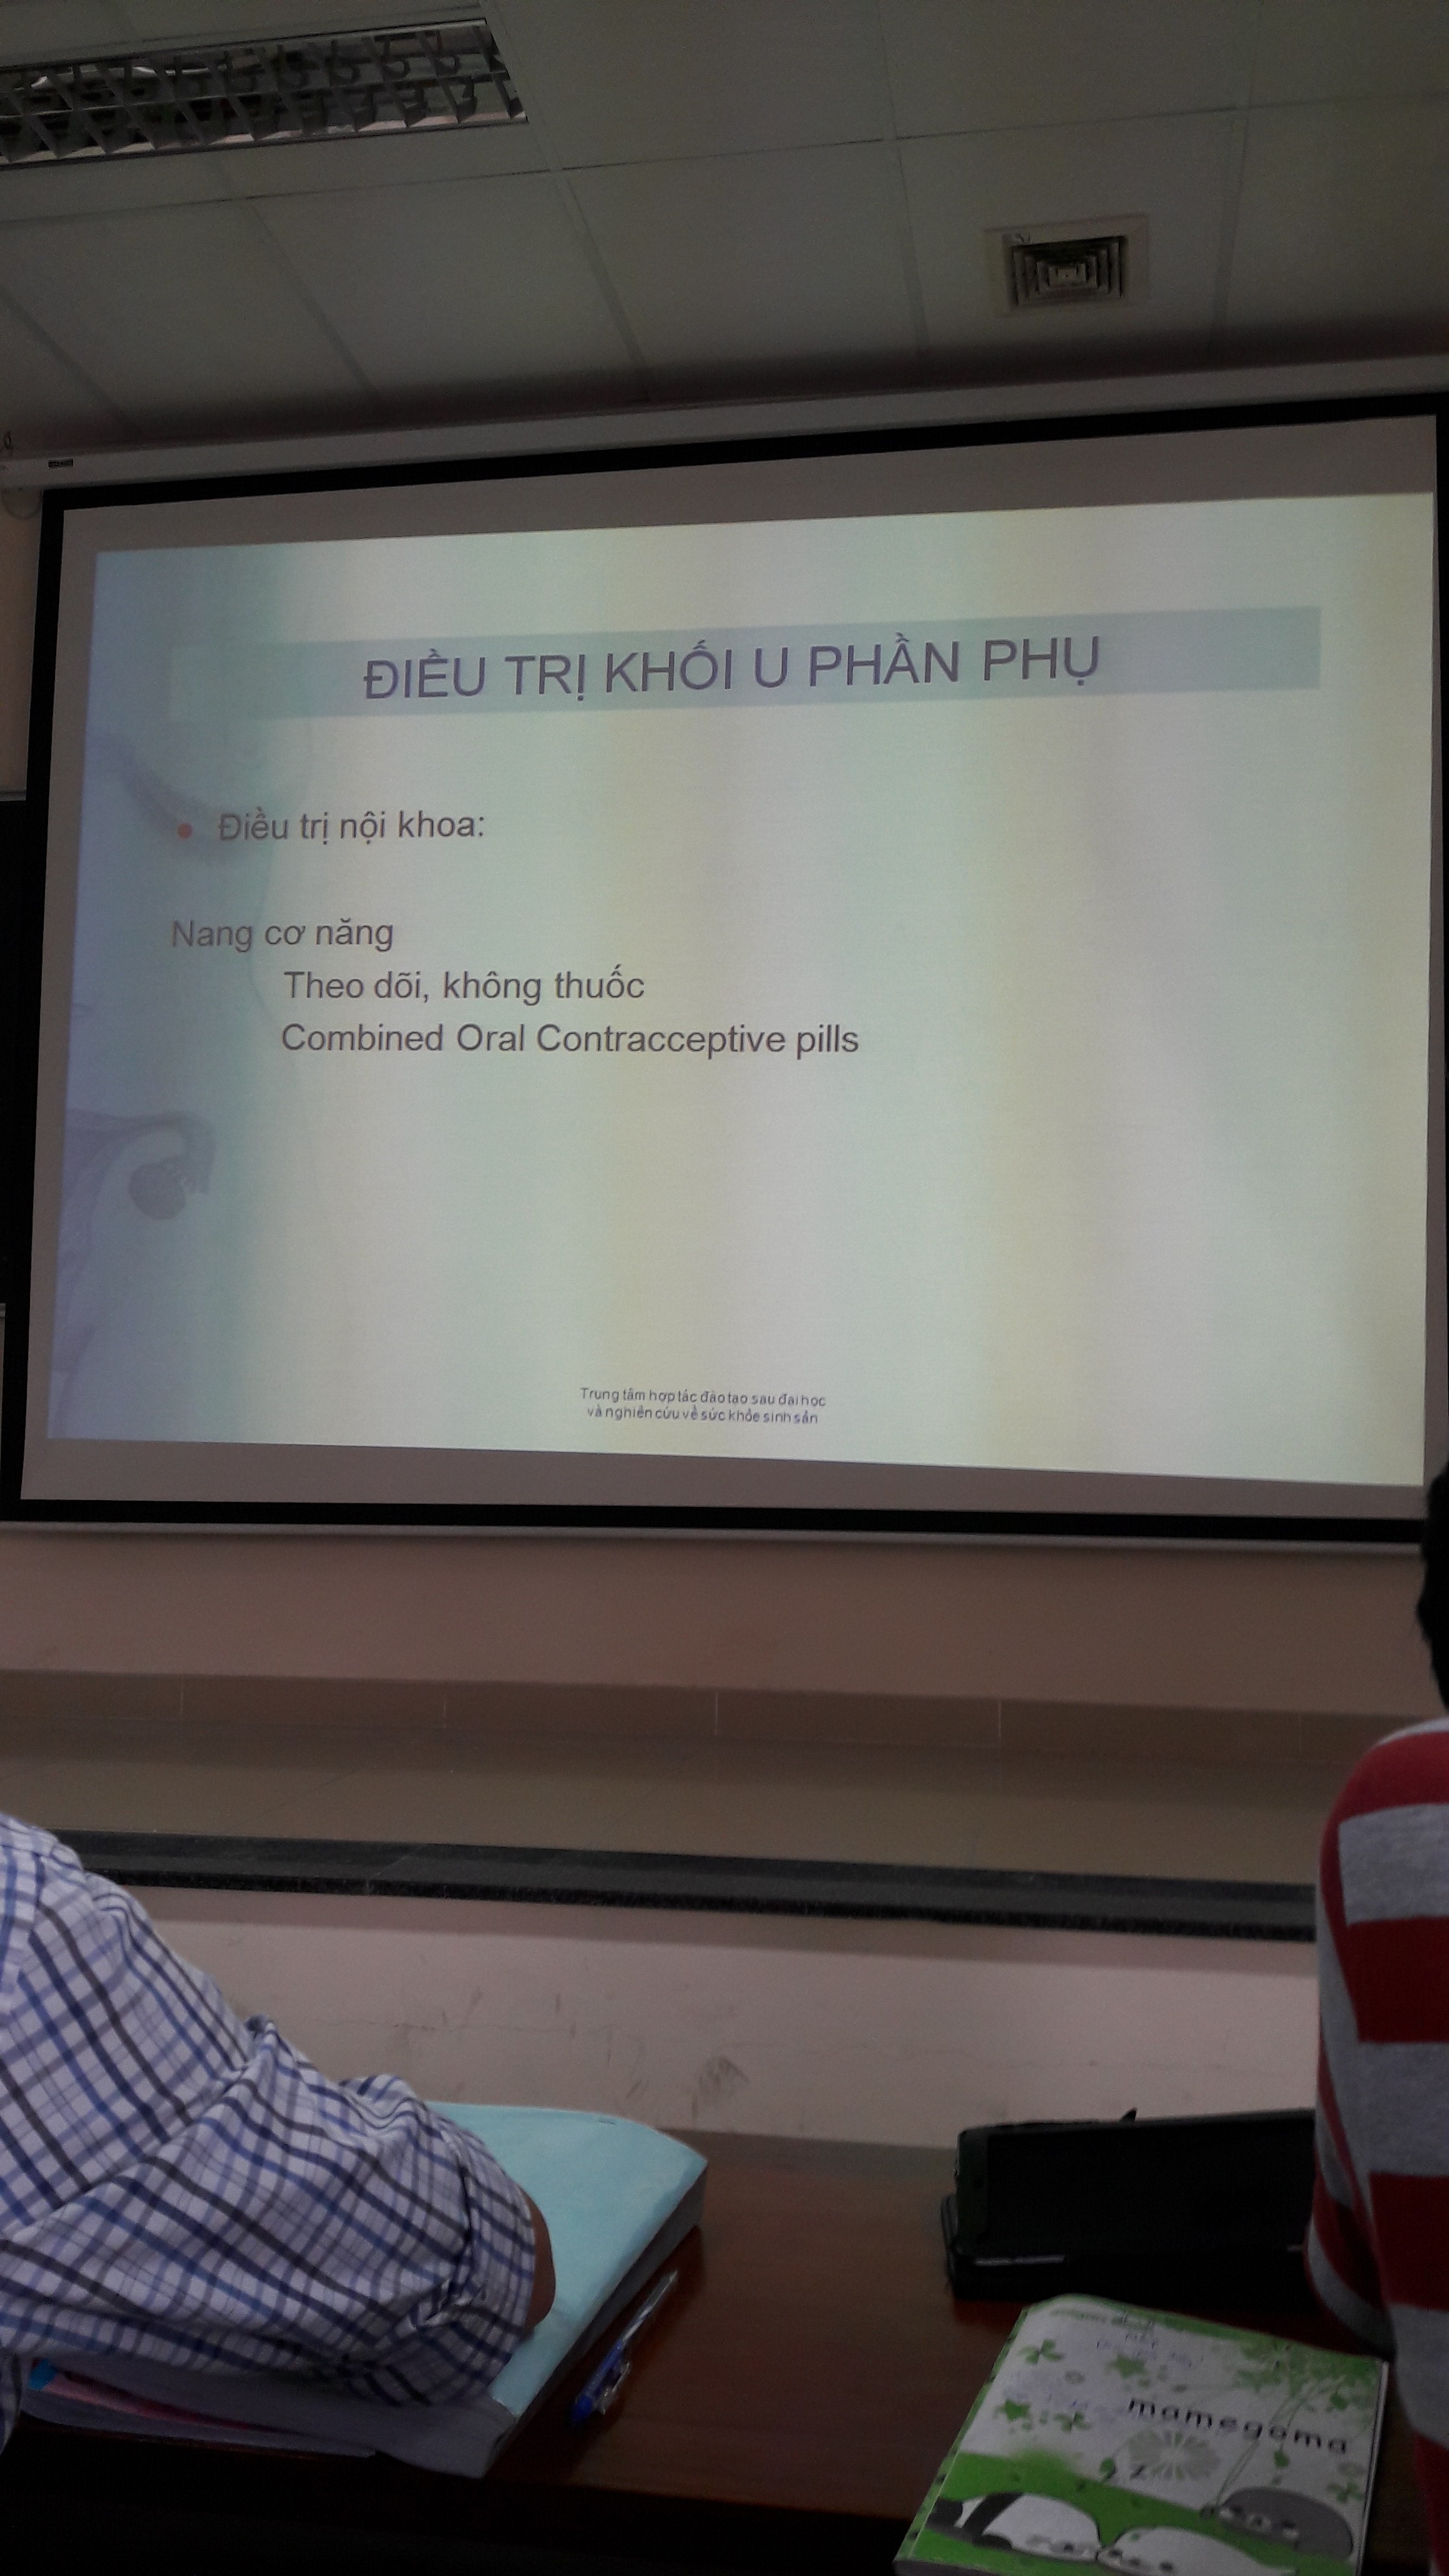 ĐIỀU TRỊ KHỐI U PHẦN PHỤ
Điều trị nội khoa:
Nang cơ năng
Theo dõi, không thuốc
Combined Oral Contracceptive pills
Trung tâm hợp tác đào tạo sau đại học
và nghiên cứu về sức khỏe sinh sản
mamegoma